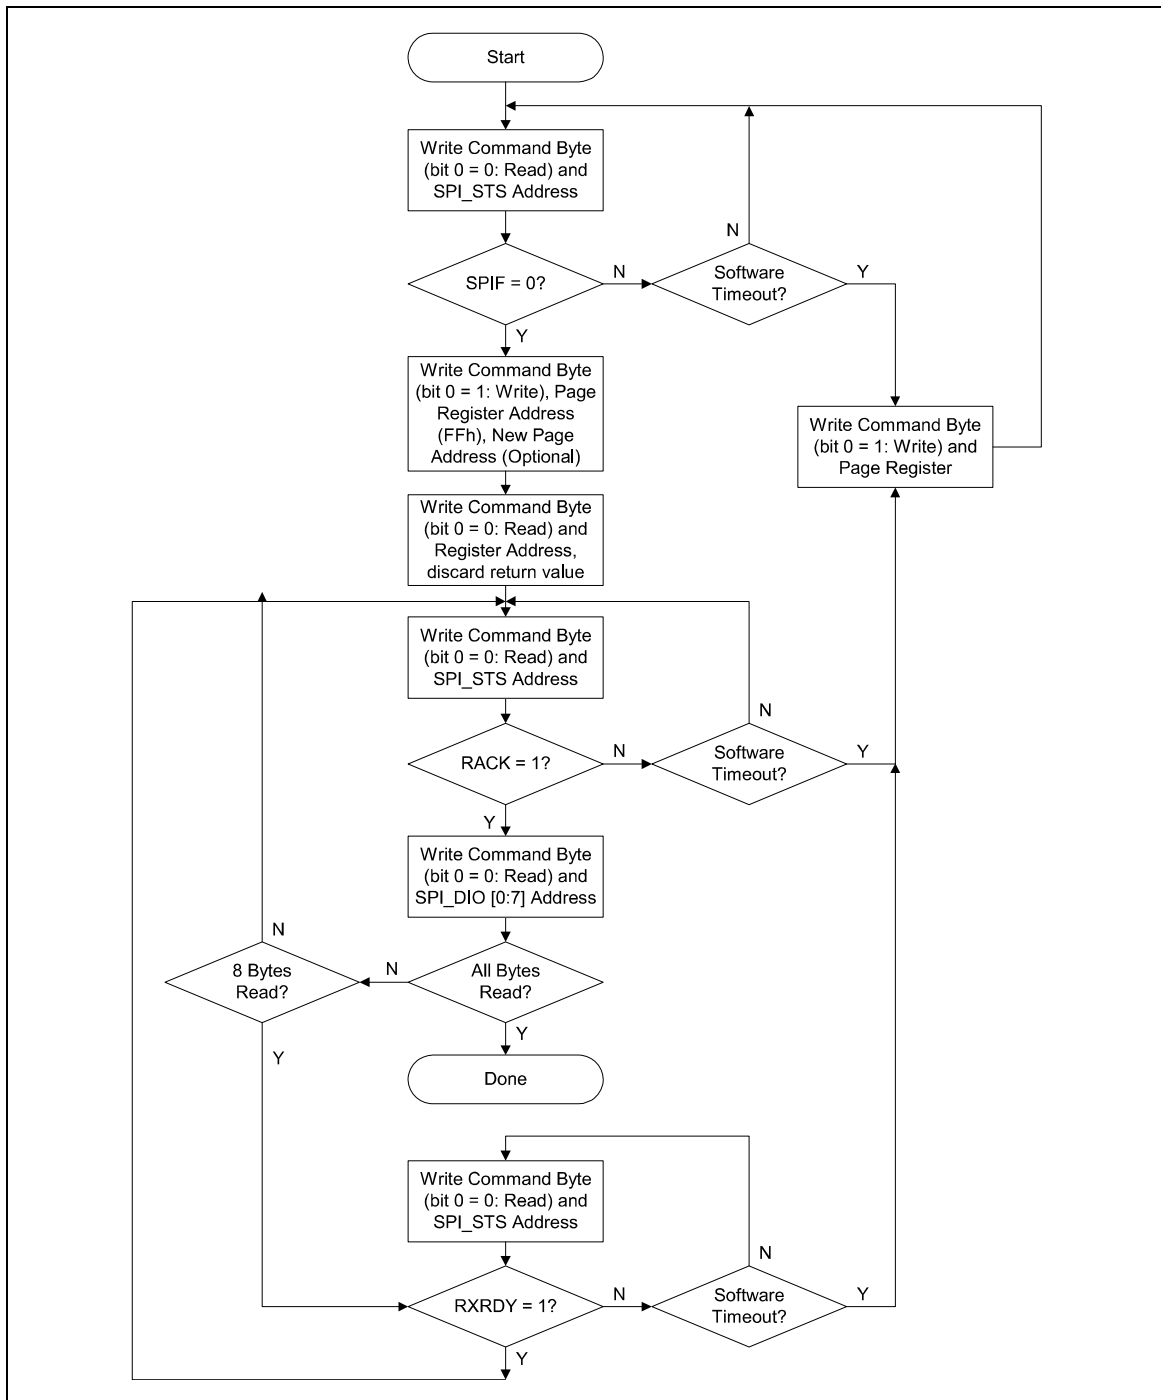 Start
Write Command Byte
(bit 0 = 0: Read) and
SPI_STS Address
N
SPIF = 0?
N
Software
Timeout?
Y
Y
Write Command Byte
(bit 0 = 1: Write), Page
Register Address
(FFh), New Page
Address (Optional)
Write Command Byte
(bit 0 = 1: Write) and
Page Register
Write Command Byte
(bit 0 = 0: Read) and
Register Address,
discard return value
Write Command Byte
(bit 0 = 0: Read) and
SPI_STS Address
N
RACK = 1?
N
Software
Timeout?
Y
Y
Write Command Byte
(bit 0 = 0: Read) and
SPI_DIO [0:7] Address
N
8 Bytes
Read?
N
All Bytes
Read?
Y
Y
Done
Write Command Byte
(bit 0 = 0: Read) and
SPI_STS Address
N
RXRDY = 1?
N
Software
Timeout?
Y
Y